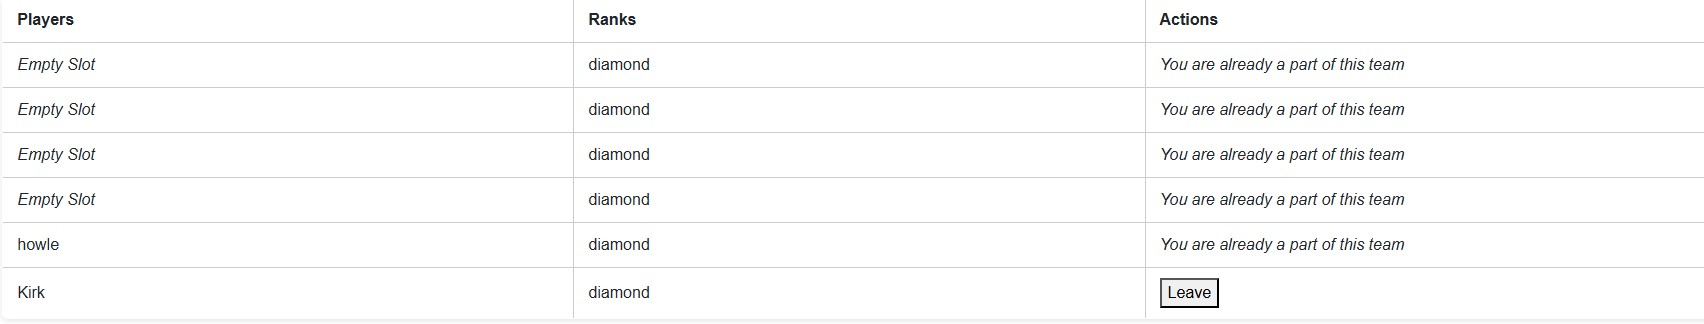 Players Ranks Actions
Empty Slot diamond You are already a part of this team
Empty Slot diamond You are already a part of this team
Empty Slot diamond You are already a part of this team
Empty Slot diamond You are already a part of this team
howle diamond You are already a part of this team
Kirk diamond Leave